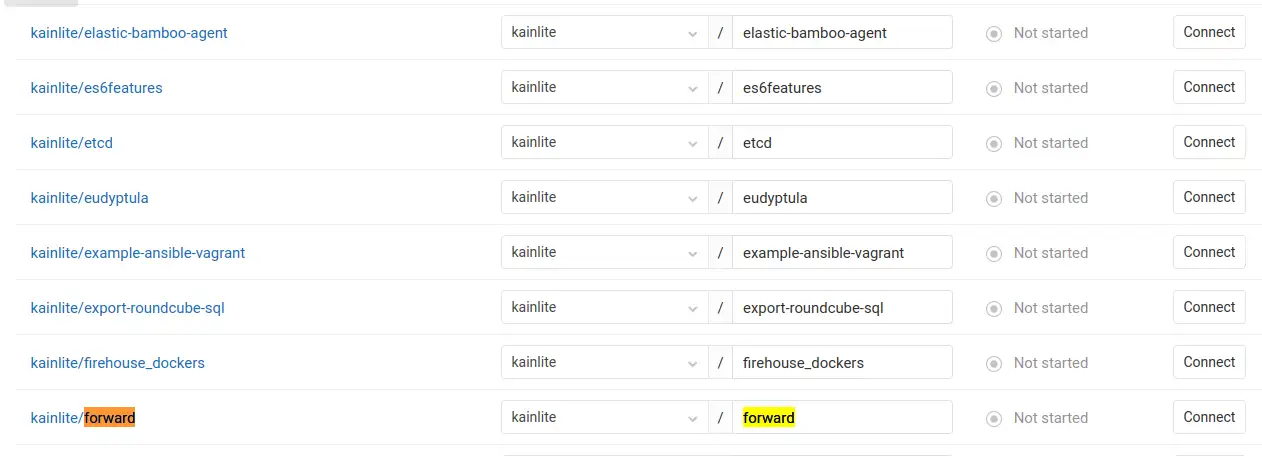 kainlite/elastic-bamboo-agent kainlite / elastic-bamboo-agent Not started Connect
kainlite/es6features kainlite / es6features Not started Connect
kainlite/etcd kainlite / etcd Not started Connect
kainlite/eudyptula kainlite / eudyptula Not started Connect
kainlite/example-ansible-vagrant kainlite / example-ansible-vagrant Not started Connect
kainlite/export-roundcube-sql kainlite / export-roundcube-sql Not started Connect
kainlite/firehouse_dockers kainlite / firehouse_dockers Not started Connect
kainlite/forward kainlite / forward Not started Connect